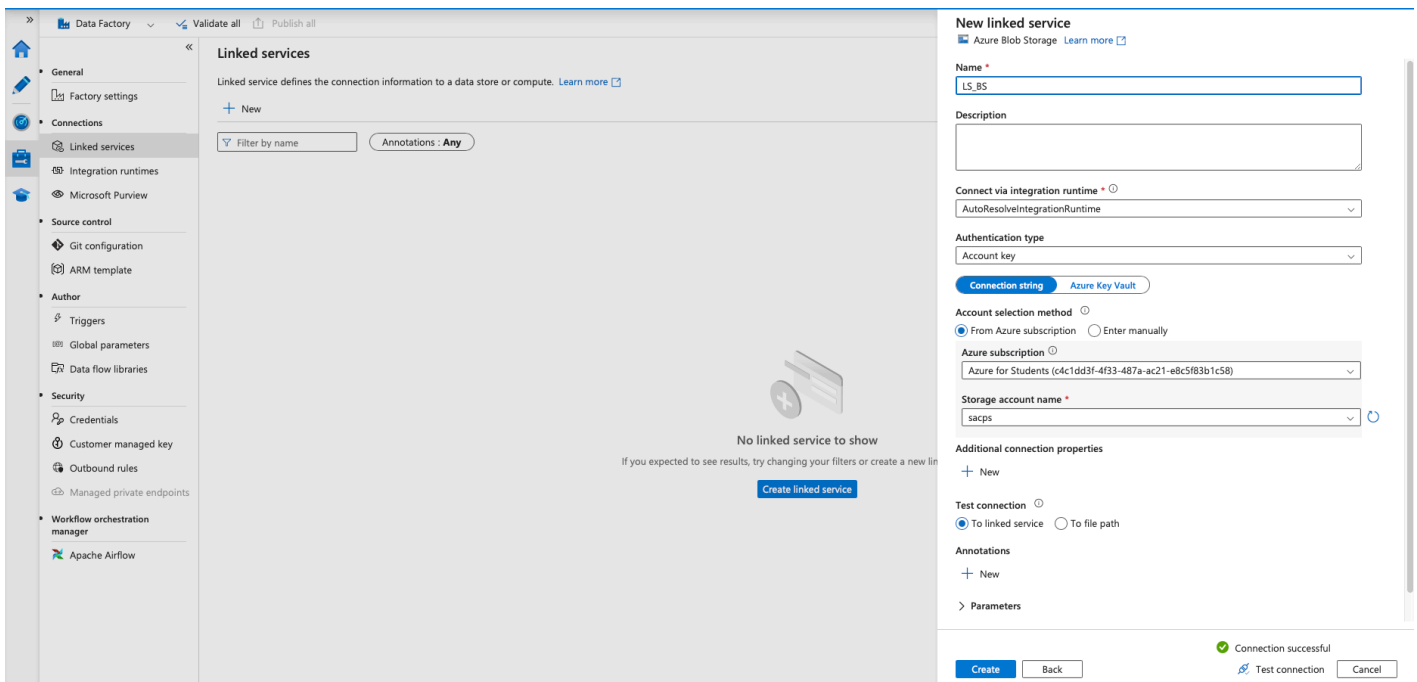 »
Data Factory
Validate all
Publish all
«
General
Factory settings
Connections
Linked services
Integration runtimes
Microsoft Purview
Source control
Git configuration
ARM template
Author
Triggers
Global parameters
Data flow libraries
Security
Credentials
Customer managed key
Outbound rules
Managed private endpoints
Workflow orchestration
manager
Apache Airflow
Linked services
Linked service defines the connection information to a data store or compute. Learn more
New
Filter by name
Annotations : Any
No linked service to show
If you expected to see results, try changing your filters or create a new lin
Create linked service
New linked service
Azure Blob Storage Learn more
Name *
LS_BS
Description
Connect via integration runtime *
AutoResolveIntegrationRuntime
Authentication type
Account key
Connection string Azure Key Vault
Account selection method
From Azure subscription Enter manually
Azure subscription
Azure for Students (c4c1dd3f-4f33-487a-ac21-e8c5f83b1c58)
Storage account name *
sacps
Additional connection properties
New
Test connection
To linked service To file path
Annotations
New
Parameters
Connection successful
Create Back Test connection Cancel